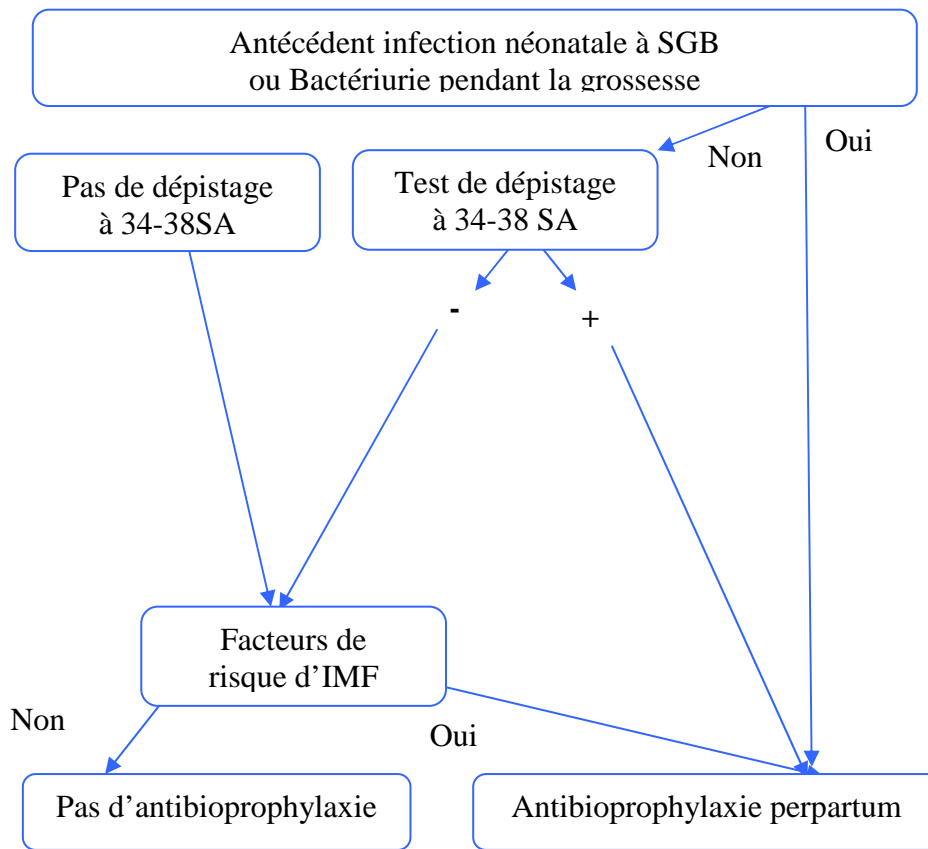 Antécédent infection néonatale à SGB
ou Bactériurie pendant la grossesse
Non
Oui
Pas de dépistage
à 34-38SA
Test de dépistage
à 34-38 SA
-
+
Facteurs de
risque d’IMF
Non
Oui
Pas d’antibioprophylaxie
Antibioprophylaxie perpartum